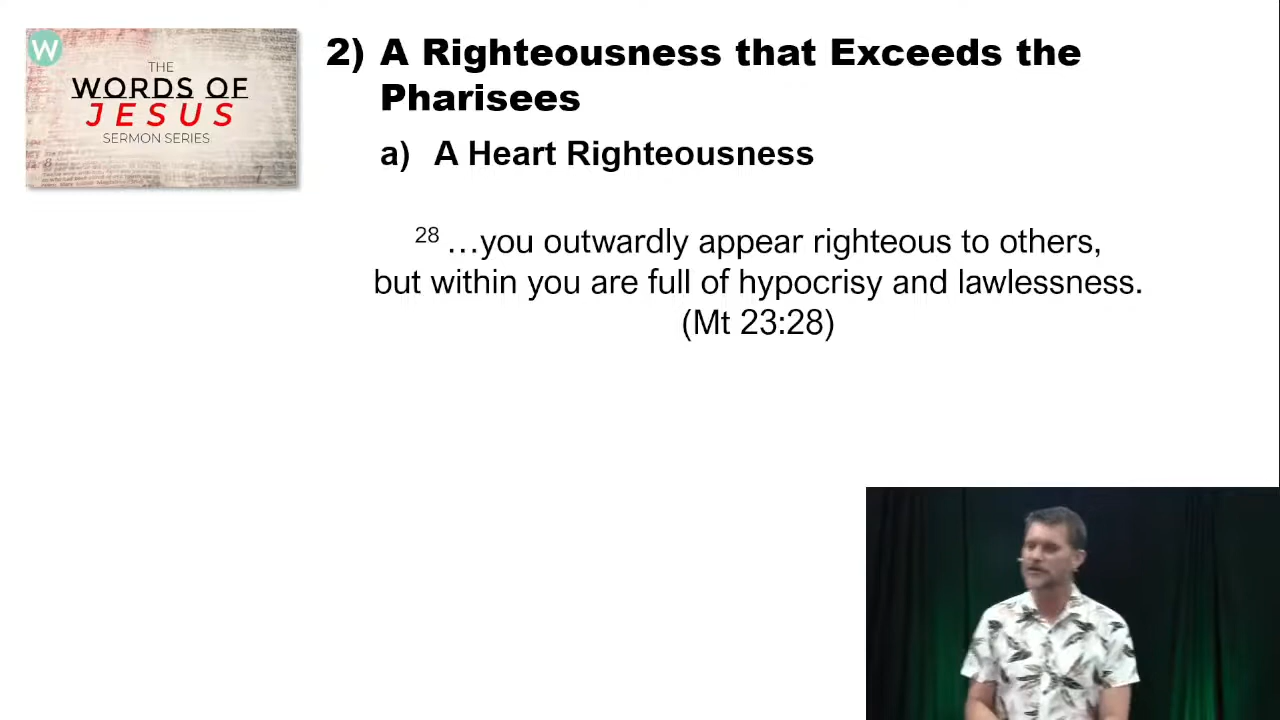 W
THE
WORDS OF
JESUS
SERMON SERIES
2) A Righteousness that Exceeds the
Pharisees
a) A Heart Righteousness
28 …you outwardly appear righteous to others,
but within you are full of hypocrisy and lawlessness.
(Mt 23:28)